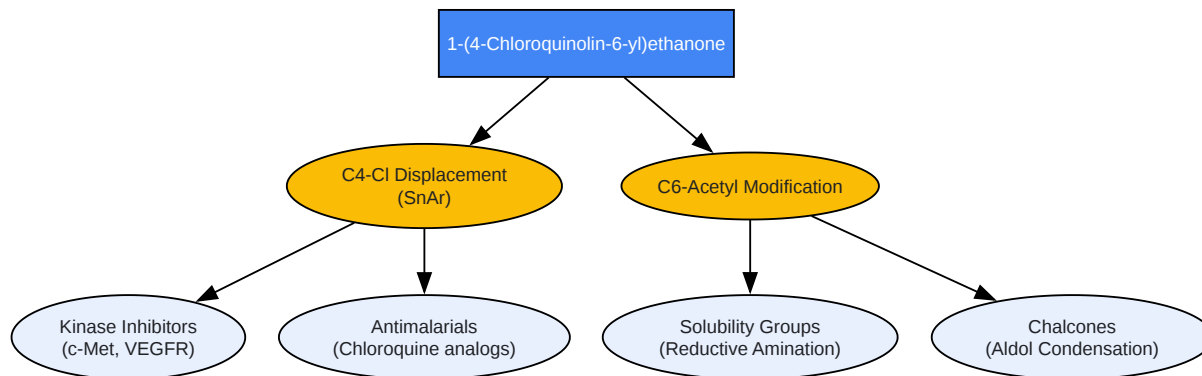 1-(4-Chloroquinolin-6-yl)ethanone
C4-Cl Displacement
(SnAr)
C6-Acetyl Modification
Kinase Inhibitors
(c-Met, VEGFR)
Antimalarials
(Chloroquine analogs)
Solubility Groups
(Reductive Amination)
Chalcones
(Aldol Condensation)